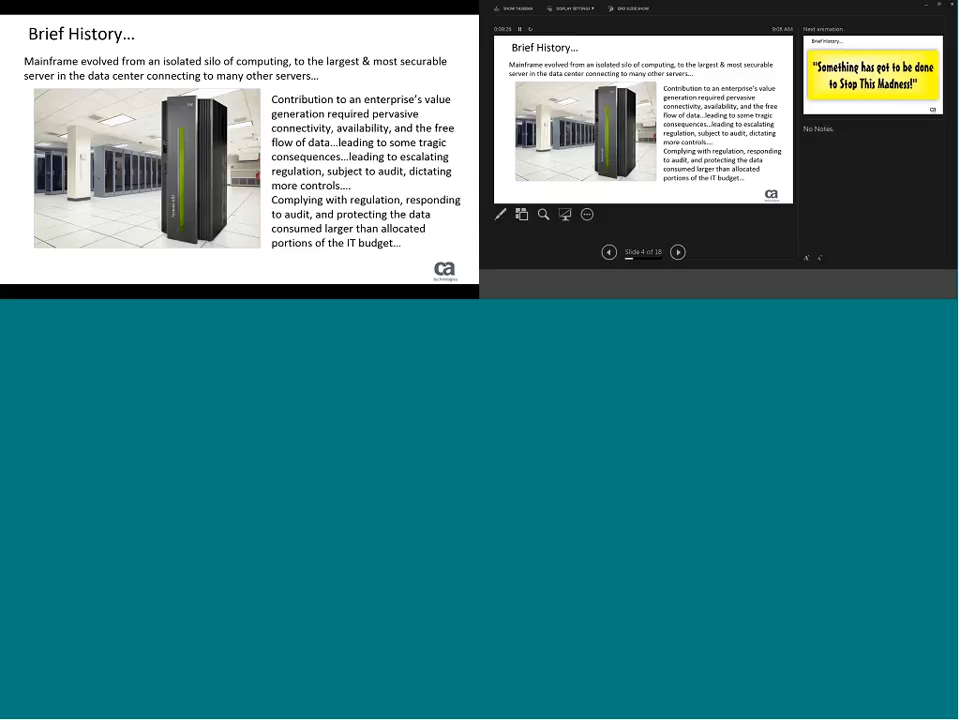 Brief History...
Mainframe evolved from an isolated silo of computing, to the largest & most securable
server in the data center connecting to many other servers...
Contribution to an enterprise's value
generation required pervasive
connectivity, availability, and the free
flow of data...leading to some tragic
consequences...leading to escalating
regulation, subject to audit, dictating
more controls....
Complying with regulation, responding
to audit, and protecting the data
consumed larger than allocated
portions of the IT budget...
ca
technologies
SHOW TASKBAR
DISPLAY SETTINGS ▼
END SLIDE SHOW
0:09:26
9:08 AM
Brief History...
Mainframe evolved from an isolated silo of computing, to the largest & most securable
server in the data center connecting to many other servers...
Contribution to an enterprise's value
generation required pervasive
connectivity, availability, and the free
flow of data...leading to some tragic
consequences...leading to escalating
regulation, subject to audit, dictating
more controls....
Complying with regulation, responding
to audit, and protecting the data
consumed larger than allocated
portions of the IT budget...
ca
Slide 4 of 18
Next animation
Brief History...
"Something has got to be done
to Stop This Madness!"
ca
No Notes.